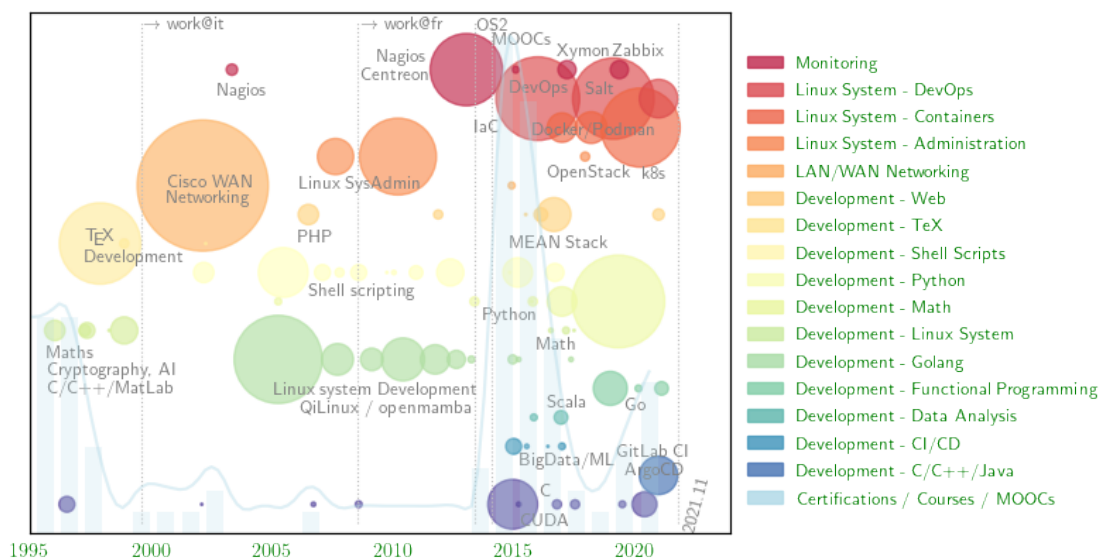 → work@it
→ work@fr
OS2
MOOCs
Nagios
Centreon
Xymon
Zabbix
Nagios
DevOps
Salt
IaC
Docker/Podman
Linux SysAdmin
OpenStack
k8s
Cisco WAN
Networking
PHP
MEAN Stack
TEX
Development
Shell scripting
Python
Maths
Cryptography, AI
C/C++/MatLab
Math
Linux system Development
QiLinux / openmamba
Scala
Go
BigData/ML
GitLab CI
ArgoCD
C
CUDA
2021.11
1995
2000
2005
2010
2015
2020
Monitoring
Linux System - DevOps
Linux System - Containers
Linux System - Administration
LAN/WAN Networking
Development - Web
Development - TeX
Development - Shell Scripts
Development - Python
Development - Math
Development - Linux System
Development - Golang
Development - Functional Programming
Development - Data Analysis
Development - CI/CD
Development - C/C++/Java
Certifications / Courses / MOOCs